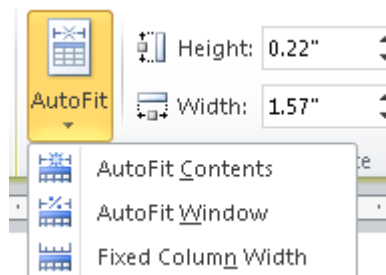 Height: 0.22"
AutoFit
Width: 1.57"
AutoFit Contents
AutoFit Window
Fixed Column Width